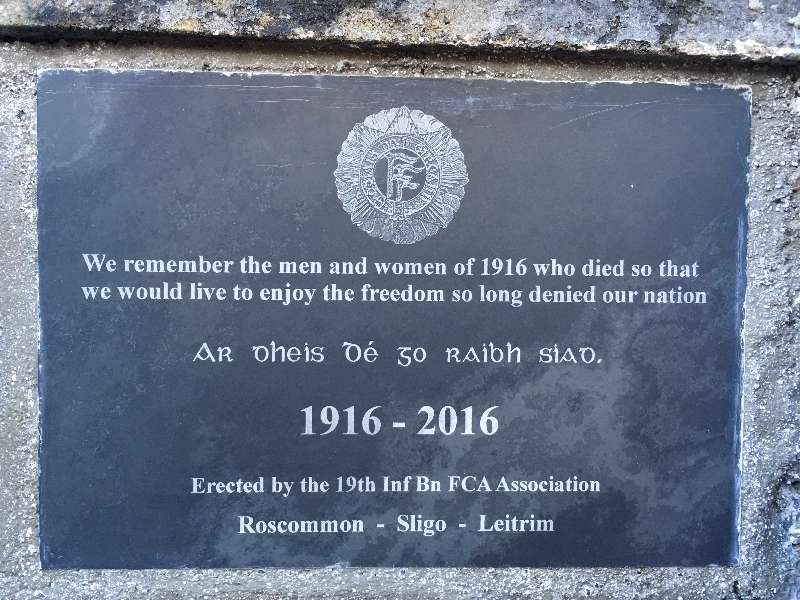 We remember the men and women of 1916 who died so that
we would live to enjoy the freedom so long denied our nation
Ar dheis Dé go raibh siad.
1916 - 2016
Erected by the 19th Inf Bn FCA Association
Roscommon - Sligo - Leitrim